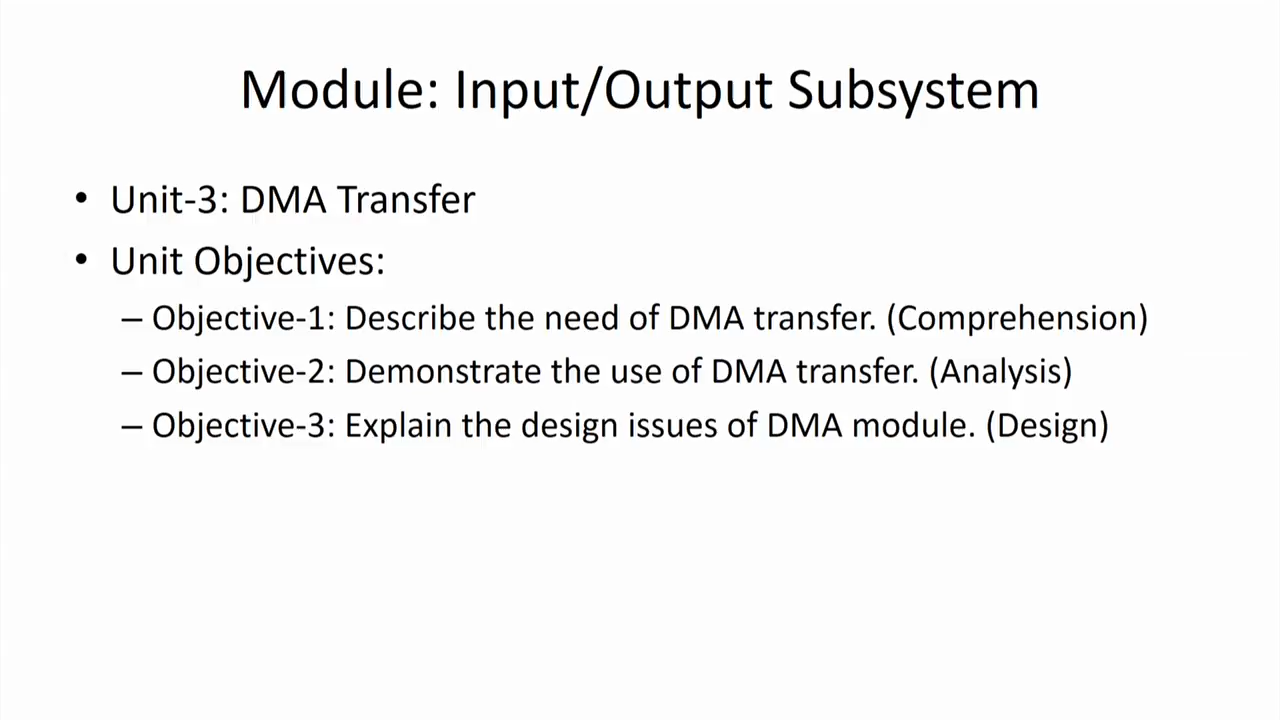 Module: Input/Output Subsystem
• Unit-3: DMA Transfer
• Unit Objectives:
– Objective-1: Describe the need of DMA transfer. (Comprehension)
– Objective-2: Demonstrate the use of DMA transfer. (Analysis)
– Objective-3: Explain the design issues of DMA module. (Design)